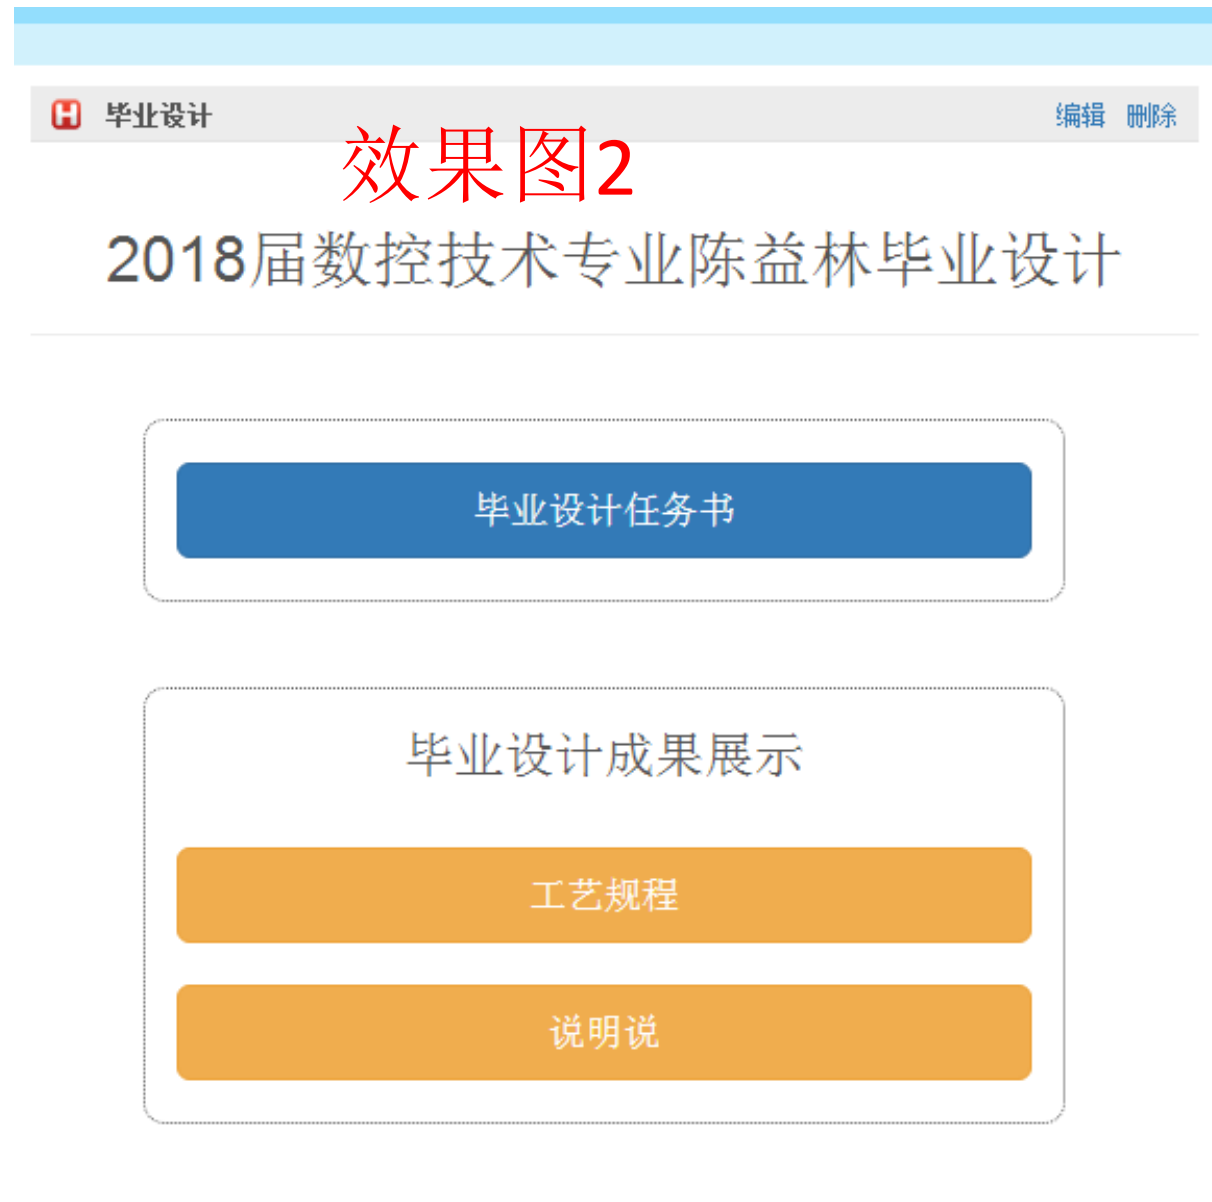 H 毕业设计 编辑 删除
效果图2
2018届数控技术专业陈益林毕业设计
毕业设计任务书
毕业设计成果展示
工艺规程
说明说